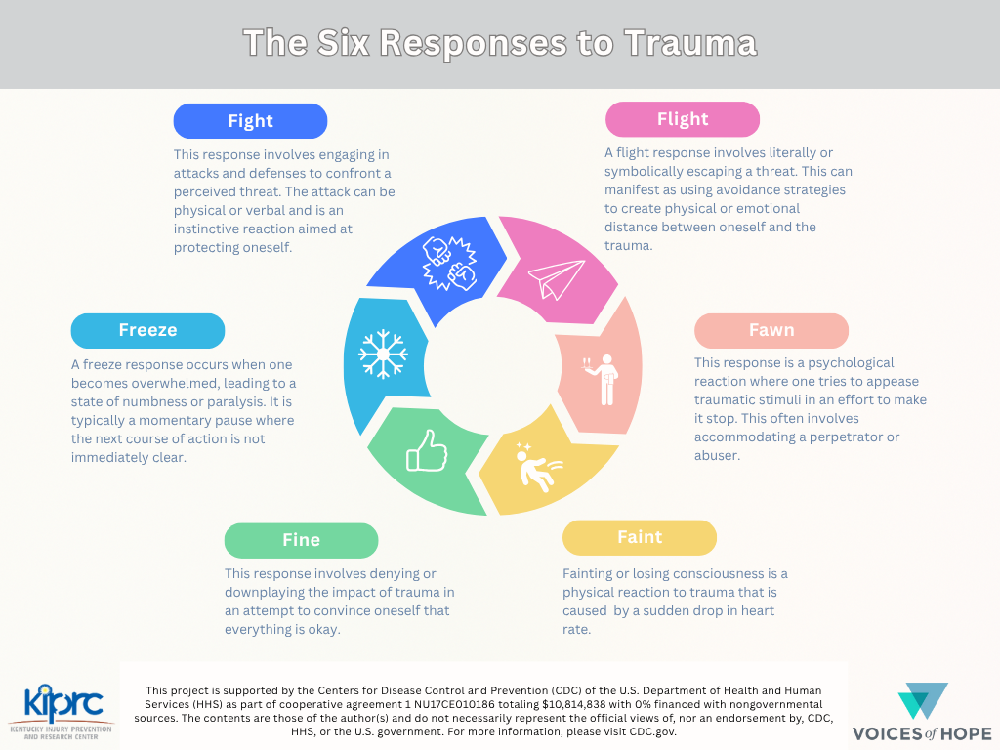 The Six Responses to Trauma
Fight
This response involves engaging in
attacks and defenses to confront a
perceived threat. The attack can be
physical or verbal and is an
instinctive reaction aimed at
protecting oneself.
Flight
A flight response involves literally or
symbolically escaping a threat. This can
manifest as using avoidance strategies
to create physical or emotional
distance between oneself and the
trauma.
Freeze
A freeze response occurs when one
becomes overwhelmed, leading to a
state of numbness or paralysis. It is
typically a momentary pause where
the next course of action is not
immediately clear.
Fawn
This response is a psychological
reaction where one tries to appease
traumatic stimuli in an effort to make
it stop. This often involves
accommodating a perpetrator or
abuser.
Fine
This response involves denying or
downplaying the impact of trauma in
an attempt to convince oneself that
everything is okay.
Faint
Fainting or losing consciousness is a
physical reaction to trauma that is
caused  by a sudden drop in heart
rate.
kiprc
KENTUCKY INJURY PREVENTION
AND RESEARCH CENTER
This project is supported by the Centers for Disease Control and Prevention (CDC) of the U.S. Department of Health and Human
Services (HHS) as part of cooperative agreement 1 NU17CE010186 totaling $10,814,838 with 0% financed with nongovernmental
sources. The contents are those of the author(s) and do not necessarily represent the official views of, nor an endorsement by, CDC,
HHS, or the U.S. government. For more information, please visit CDC.gov.
VOICES of HOPE